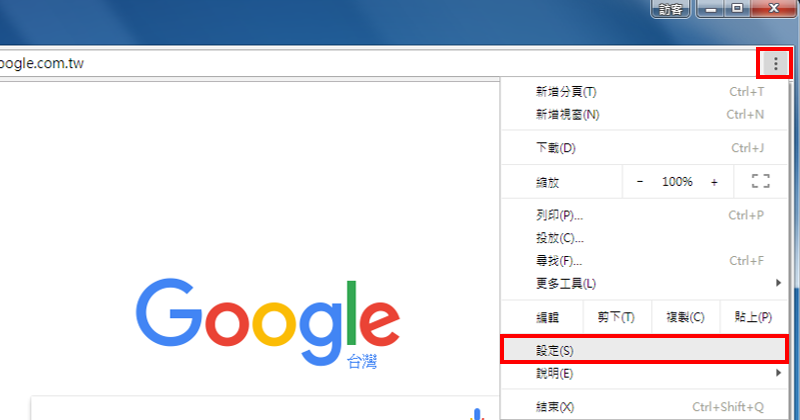 訪客
oogle.com.tw
新增分頁(T) Ctrl+T
新增視窗(N) Ctrl+N
下載(D) Ctrl+J
縮放 - 100% +
列印(P)... Ctrl+P
投放(C)...
尋找(F)... Ctrl+F
更多工具(L)
編輯 剪下(T) 複製(C) 貼上(P)
設定(S)
說明(E)
結束(X) Ctrl+Shift+Q
Google
台灣